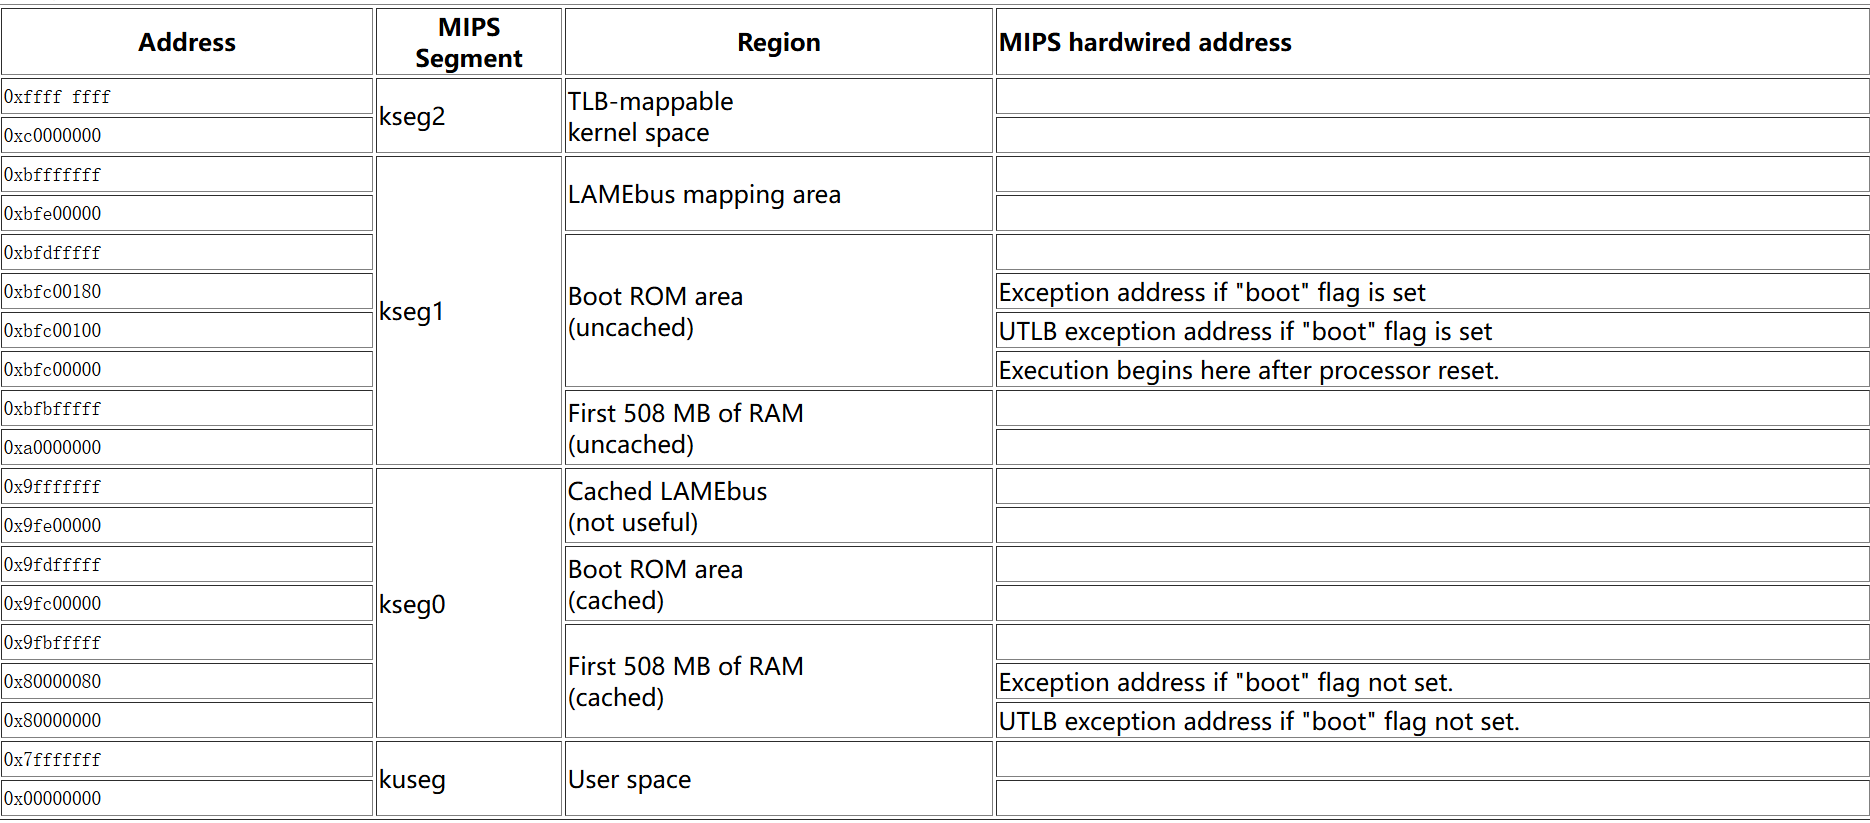 Address
MIPS
Segment
Region
MIPS hardwired address
0xffff ffff
kseg2
TLB-mappable
kernel space
0xc0000000
0xbfffffff
kseg1
LAMEbus mapping area
0xbfe00000
0xbfdfffff
Boot ROM area
(uncached)
0xbfc00180
Exception address if "boot" flag is set
0xbfc00100
UTLB exception address if "boot" flag is set
0xbfc00000
Execution begins here after processor reset.
0xbfbfffff
First 508 MB of RAM
(uncached)
0xa0000000
0x9fffffff
kseg0
Cached LAMEbus
(not useful)
0x9fe00000
0x9fdfffff
Boot ROM area
(cached)
0x9fc00000
0x9fbfffff
First 508 MB of RAM
(cached)
0x80000080
Exception address if "boot" flag not set.
0x80000000
UTLB exception address if "boot" flag not set.
0x7fffffff
kuseg
User space
0x00000000